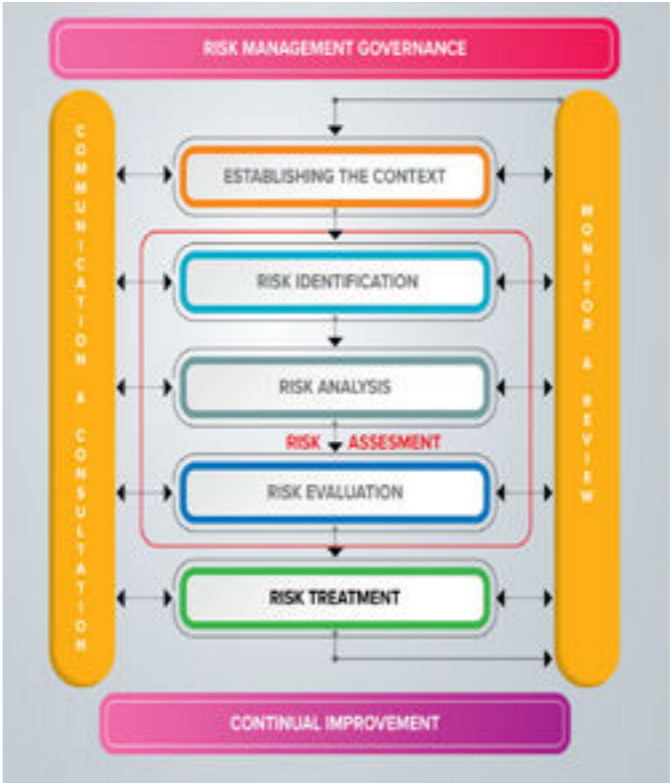 RISK MANAGEMENT GOVERNANCE
COMMUNICATION & CONSULTATION
ESTABLISHING THE CONTEXT
RISK IDENTIFICATION
RISK ANALYSIS
RISK ASSESMENT
RISK EVALUATION
RISK TREATMENT
MONITOR & REVIEW
CONTINUAL IMPROVEMENT